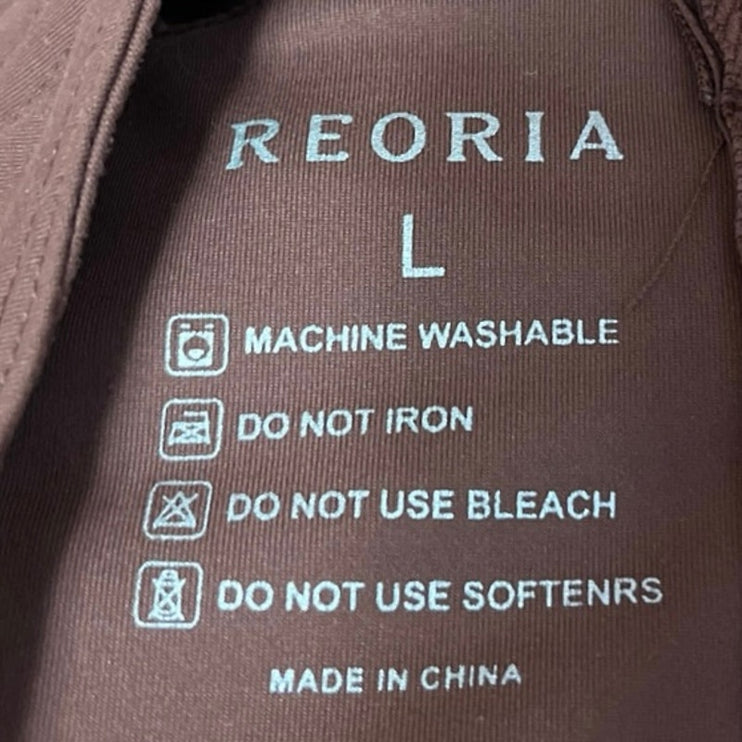 REORIA
L
MACHINE WASHABLE
DO NOT IRON
DO NOT USE BLEACH
DO NOT USE SOFTENRS
MADE IN CHINA